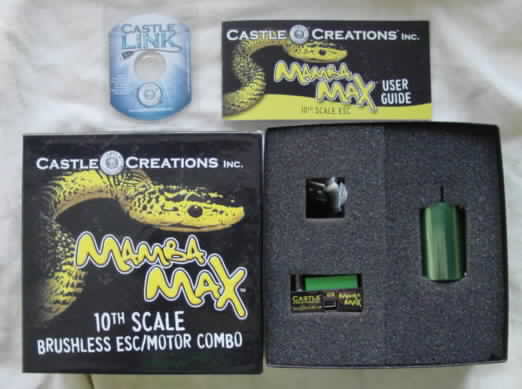 CASTLE
LINK
CASTLE CREATIONS INC.
MAMBA
MAX
USER
GUIDE
10TH SCALE ESC
CASTLE CREATIONS INC.
MAMBA
MAX™
10TH SCALE
BRUSHLESS ESC/MOTOR COMBO
CASTLE
MAMBA
MAX